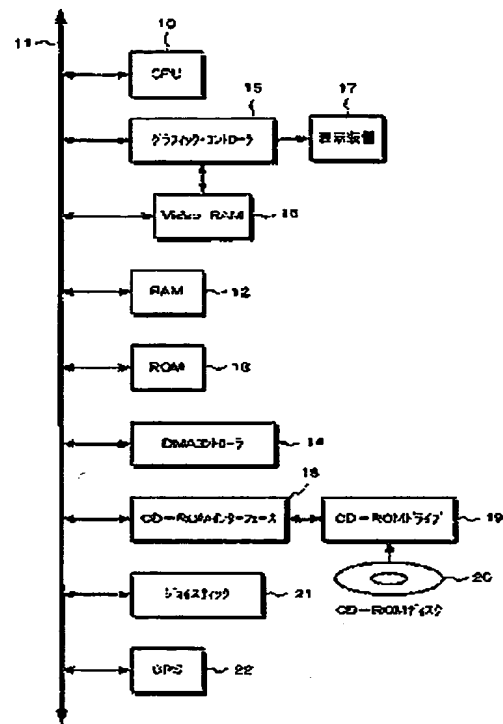 10
11
CPU
15
17
グラフィック・コントローラ
表示装置
Video RAM
16
RAM
12
ROM
13
DMAコントローラ
14
18
CD-ROMインターフェース
CD-ROMドライブ
19
20
CD-ROMディスク
ジョイスティック
21
GPS
22